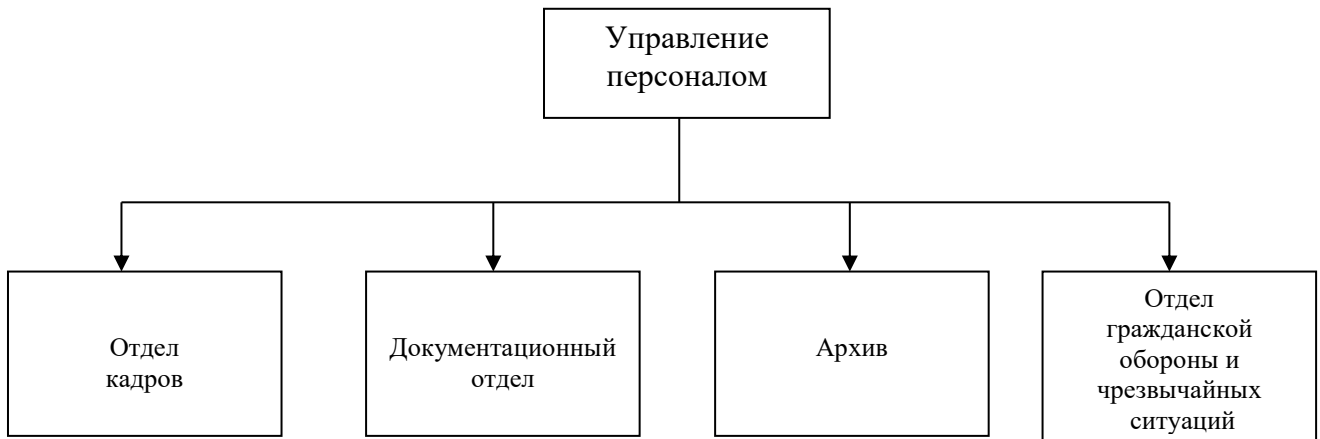 Управление
персоналом
Отдел
кадров
Документационный
отдел
Архив
Отдел
гражданской
обороны и
чрезвычайных
ситуаций